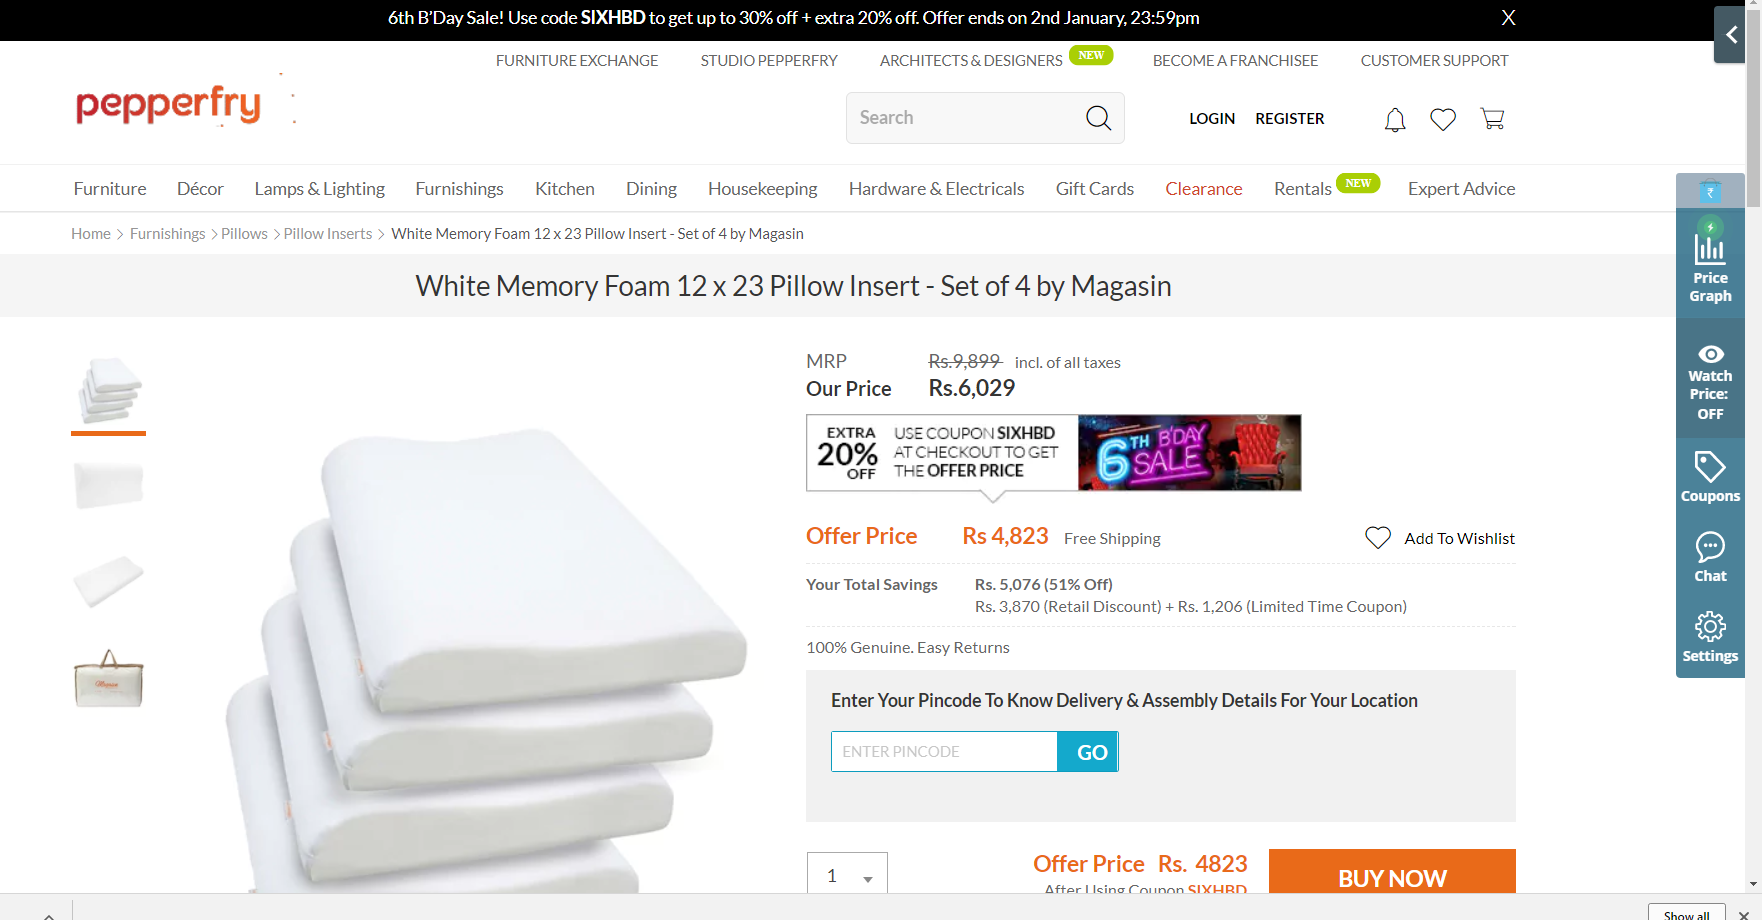 6th B'Day Sale! Use code SIXHBD to get up to 30% off + extra 20% off. Offer ends on 2nd January, 23:59pm
X
FURNITURE EXCHANGE
STUDIO PEPPERFRY
ARCHITECTS & DESIGNERS
NEW
BECOME A FRANCHISEE
CUSTOMER SUPPORT
pepperfry
Search
LOGIN
REGISTER
Furniture
Décor
Lamps & Lighting
Furnishings
Kitchen
Dining
Housekeeping
Hardware & Electricals
Gift Cards
Clearance
Rentals
NEW
Expert Advice
Home > Furnishings > Pillows > Pillow Inserts > White Memory Foam 12 x 23 Pillow Insert - Set of 4 by Magasin
White Memory Foam 12 x 23 Pillow Insert - Set of 4 by Magasin
MRP Rs.9,899 incl. of all taxes
Our Price Rs.6,029
EXTRA
20%
OFF
USE COUPON SIXHBD
AT CHECKOUT TO GET
THE OFFER PRICE
6TH B'DAY
SALE
Offer Price Rs 4,823 Free Shipping
Add To Wishlist
Your Total Savings Rs. 5,076 (51% Off)
Rs. 3,870 (Retail Discount) + Rs. 1,206 (Limited Time Coupon)
100% Genuine. Easy Returns
Enter Your Pincode To Know Delivery & Assembly Details For Your Location
ENTER PINCODE
GO
1
Offer Price Rs. 4823
After Using Coupon SIXHBD
BUY NOW
₹
Price
Graph
Watch
Price:
OFF
Coupons
Chat
Settings
Show all